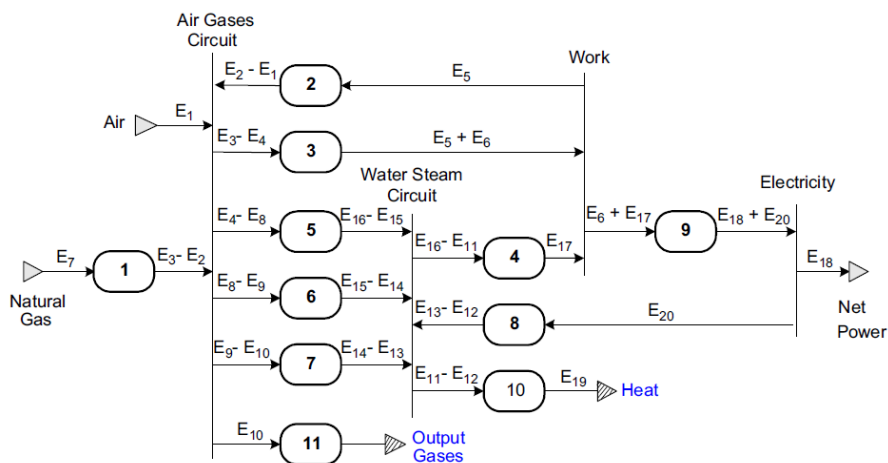 Air Gases
Circuit
Work
E2 - E1
2
E5
Air
E1
E3- E4
3
E5 + E6
Water Steam
Circuit
Electricity
E4- E8
5
E16- E15
E16- E11
4
E17
E6 + E17
9
E18 + E20
E7
1
E3- E2
E18
Natural
Gas
Net
Power
E8- E9
6
E15- E14
E13- E12
8
E20
E9- E10
7
E14- E13
E11- E12
10
E19
Heat
E10
11
Output
Gases